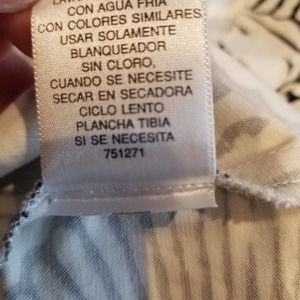 CON AGUA FRIA
CON COLORES SIMILARES
USAR SOLAMENTE
BLANQUEADOR
SIN CLORO,
CUANDO SE NECESITE
SECAR EN SECADORA
CICLO LENTO
PLANCHA TIBIA
SI SE NECESITA
751271